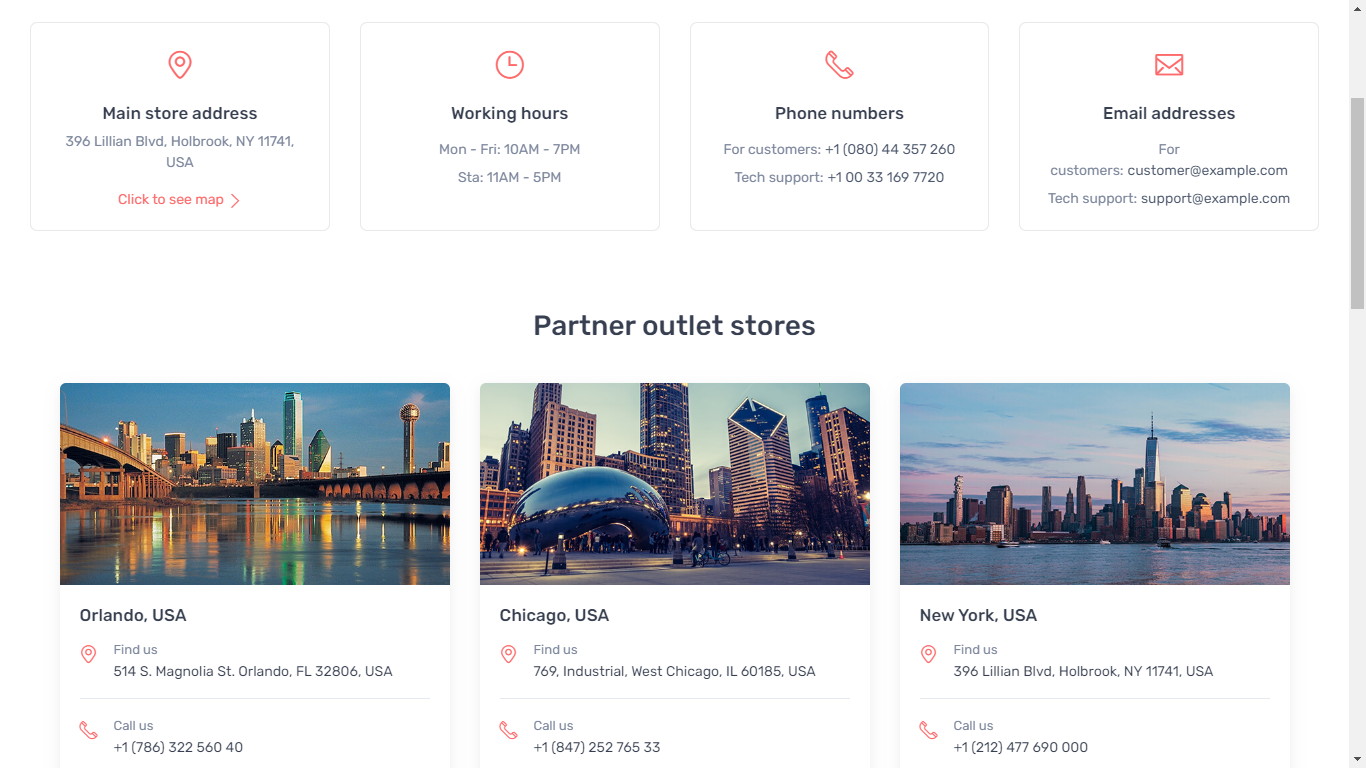 Main store address
396 Lillian Blvd, Holbrook, NY 11741,
USA
Click to see map
Working hours
Mon - Fri: 10AM - 7PM
Sta: 11AM - 5PM
Phone numbers
For customers: +1 (080) 44 357 260
Tech support: +1 00 33 169 7720
Email addresses
For
customers: customer@example.com
Tech support: support@example.com
Partner outlet stores
Orlando, USA
Find us
514 S. Magnolia St. Orlando, FL 32806, USA
Call us
+1 (786) 322 560 40
Chicago, USA
Find us
769, Industrial, West Chicago, IL 60185, USA
Call us
+1 (847) 252 765 33
New York, USA
Find us
396 Lillian Blvd, Holbrook, NY 11741, USA
Call us
+1 (212) 477 690 000